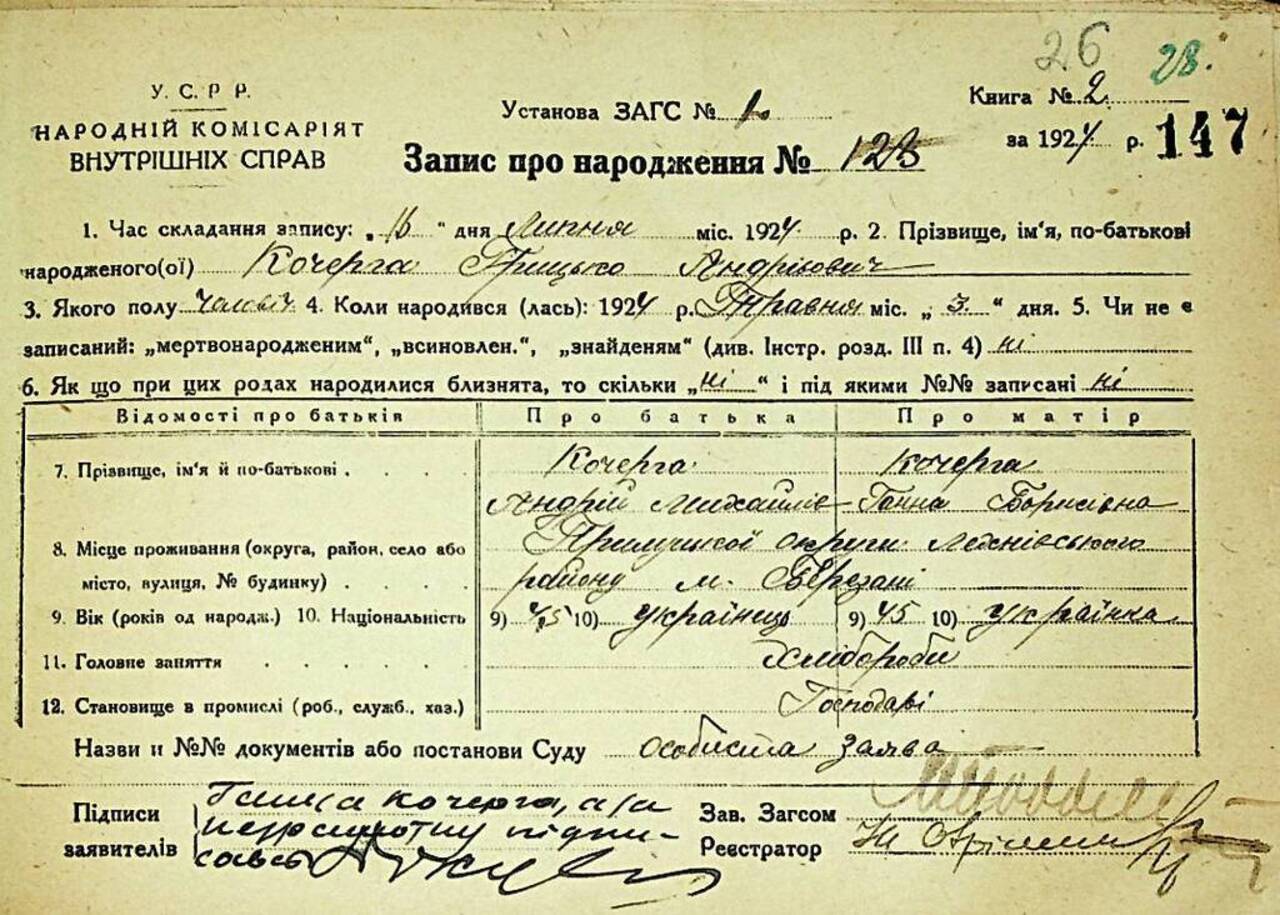 26 28.
У. С. Р Р.
НАРОДНІЙ КОМІСАРІЯТ
ВНУТРІШНІХ СПРАВ
Установа ЗАГС №
Книга № 2
за 1924 р. 147
Запис про народження №
1. Час складання запису: „ " дня Липня міс. 1924 р. 2. Прізвище, ім'я, по-батькові
народженого(ої) Кочерга Грицько Андрійович
3. Якого полу чоловіч 4. Коли народився (лась): 1924 р. Травня міс. „ 3. " дня. 5. Чи не є
записаний: „мертвонародженим", „всиновлен.", „знайденям" (див. Інстр. розд. III п. 4) ні
6. Як що при цих родах народилися близнята, то скільки „ні" і під якими №№ записані ні
Відомості про батьків Про батька Про матір
7. Прізвище, ім'я й по-батькові . . . . Кочерга Кочерга
Андрій Михайлів Ганна Борисівна
8. Місце проживання (округа, район, село або Прилуцької округи
місто, вулиця, № будинку) . . . . району м. Березані
9. Вік (років од народж.) 10. Національність 9) 45 10) українець 9) 45 10) українка
11. Головне заняття . . . . . Хлібороби
12. Становище в промислі (роб., служб., хаз.) Господарі
Назви и №№ документів або постанови Суду особиста заява
Підписи
заявителів
Ганна Кочерга, а за
неграмотну підпи-
сався
Зав. Загсом
Реєстратор